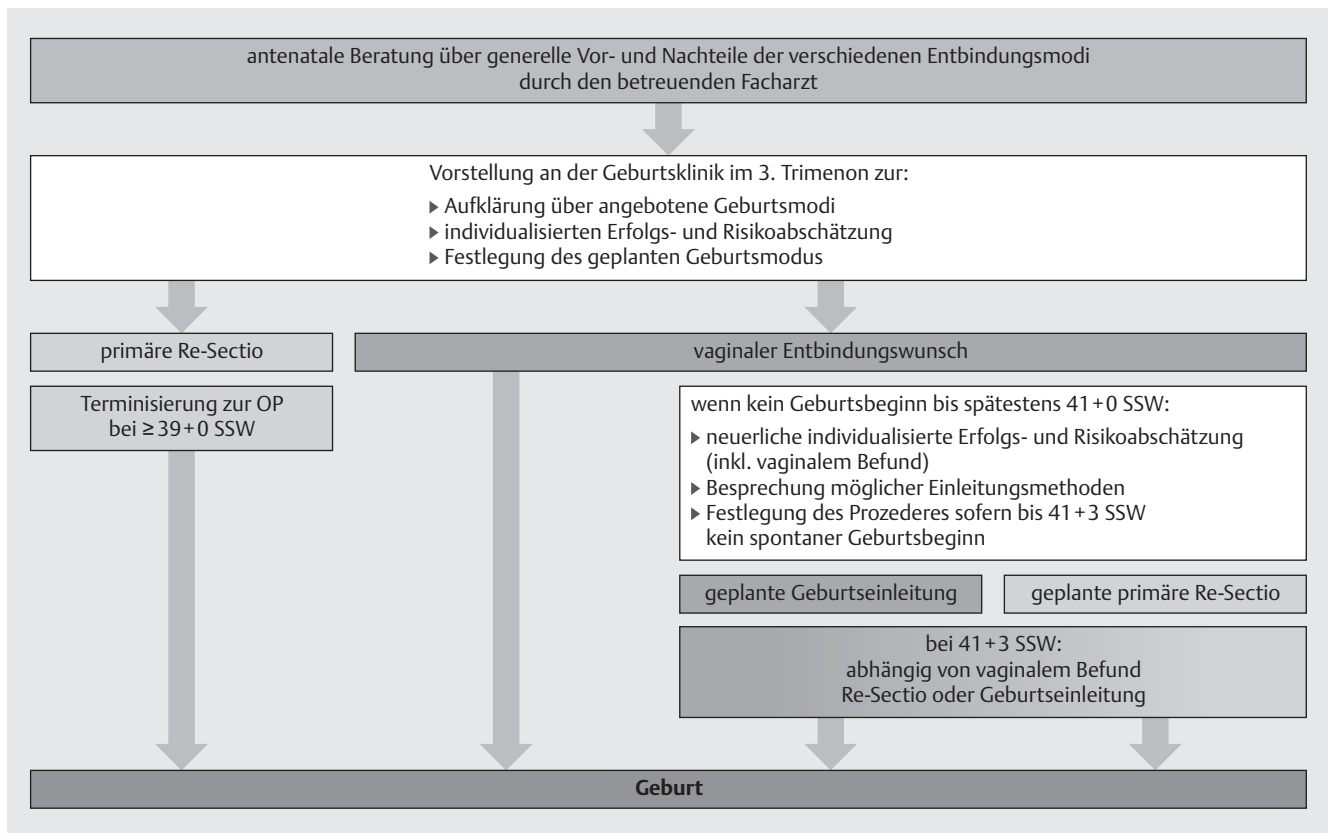 antenatale Beratung über generelle Vor- und Nachteile der verschiedenen Entbindungsmodi
durch den betreuenden Facharzt
Vorstellung an der Geburtsklinik im 3. Trimenon zur:
▸ Aufklärung über angebotene Geburtsmodi
▸ individualisierten Erfolgs- und Risikoabschätzung
▸ Festlegung des geplanten Geburtsmodus
primäre Re-Sectio
Terminisierung zur OP
bei ≥ 39+0 SSW
vaginaler Entbindungswunsch
wenn kein Geburtsbeginn bis spätestens 41+0 SSW:
▸ neuerliche individualisierte Erfolgs- und Risikoabschätzung
(inkl. vaginalem Befund)
▸ Besprechung möglicher Einleitungsmethoden
▸ Festlegung des Prozederes sofern bis 41+3 SSW
kein spontaner Geburtsbeginn
geplante Geburtseinleitung
geplante primäre Re-Sectio
bei 41+3 SSW:
abhängig von vaginalem Befund
Re-Sectio oder Geburtseinleitung
Geburt